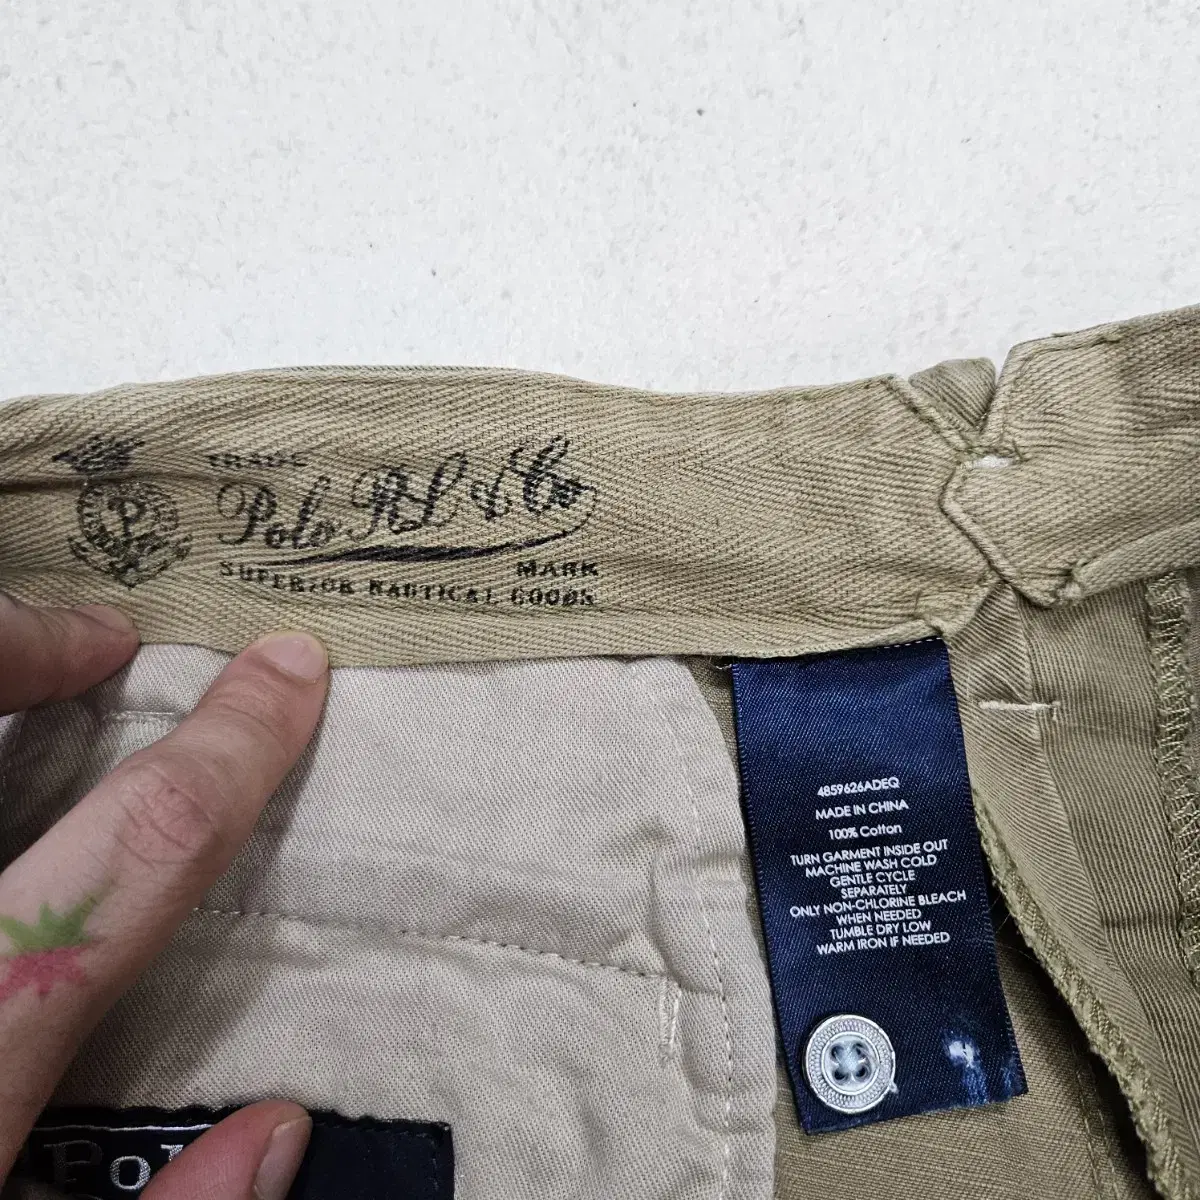 TRADE
Polo RL & Co
MARK
SUPERIOR NAUTICAL GOODS
P
4859626ADEQ
MADE IN CHINA
100% Cotton
TURN GARMENT INSIDE OUT
MACHINE WASH COLD
GENTLE CYCLE
SEPARATELY
ONLY NON-CHLORINE BLEACH
WHEN NEEDED
TUMBLE DRY LOW
WARM IRON IF NEEDED